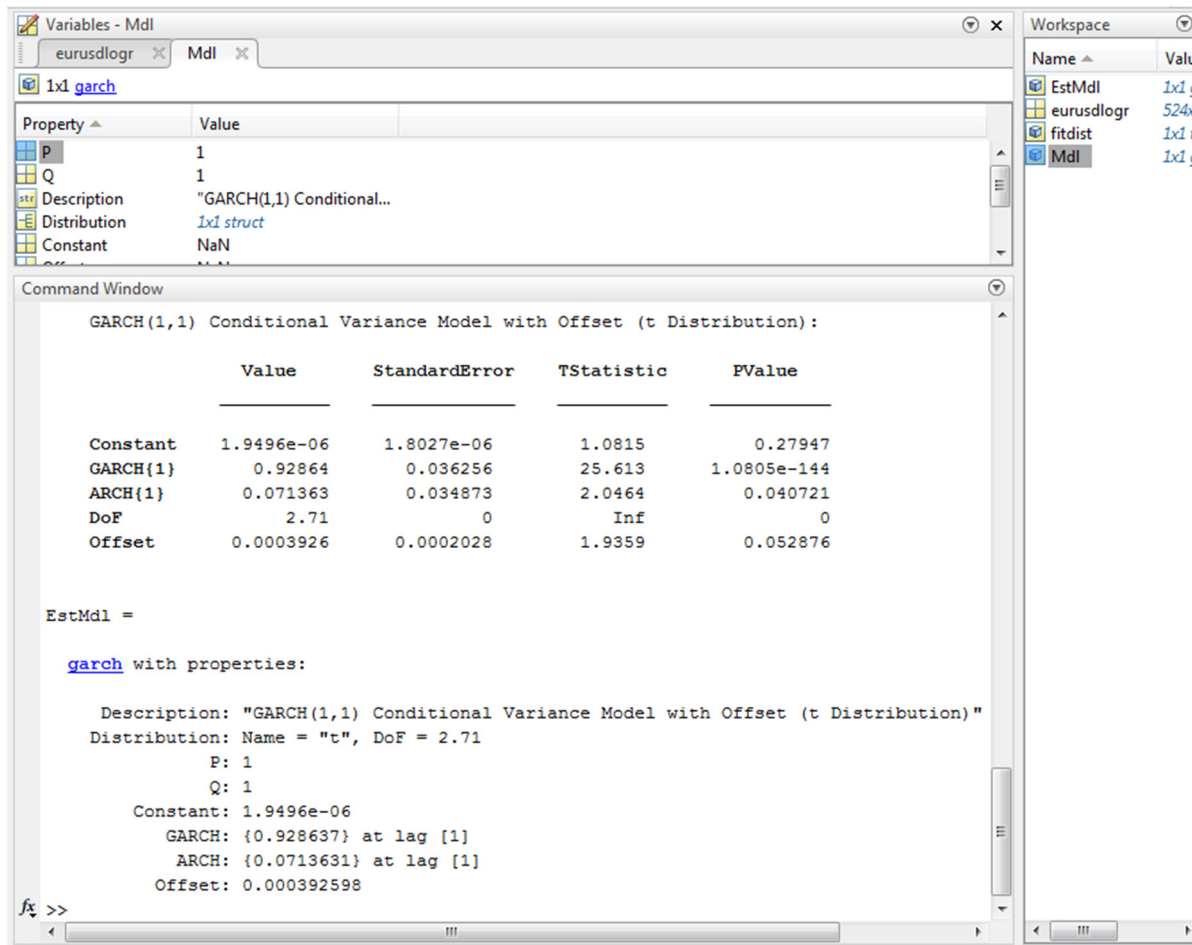 Variables - Mdl
eurusdlogr Mdl
1x1 garch
Property Value
P 1
Q 1
str Description "GARCH(1,1) Conditional...
Distribution 1x1 struct
Constant NaN
Workspace
Name
EstMdl 1x1
eurusdlogr
fitdist 1x1
Mdl 1x1
Command Window
GARCH(1,1) Conditional Variance Model with Offset (t Distribution):
Value StandardError TStatistic PValue
Constant 1.9496e-06 1.8027e-06 1.0815 0.27947
GARCH{1} 0.92864 0.036256 25.613 1.0805e-144
ARCH{1} 0.071363 0.034873 2.0464 0.040721
DoF 2.71 0 Inf 0
Offset 0.0003926 0.0002028 1.9359 0.052876
EstMdl =
garch with properties:
Description: "GARCH(1,1) Conditional Variance Model with Offset (t Distribution)"
Distribution: Name = "t", DoF = 2.71
P: 1
Q: 1
Constant: 1.9496e-06
GARCH: {0.928637} at lag [1]
ARCH: {0.0713631} at lag [1]
Offset: 0.000392598
fx >>